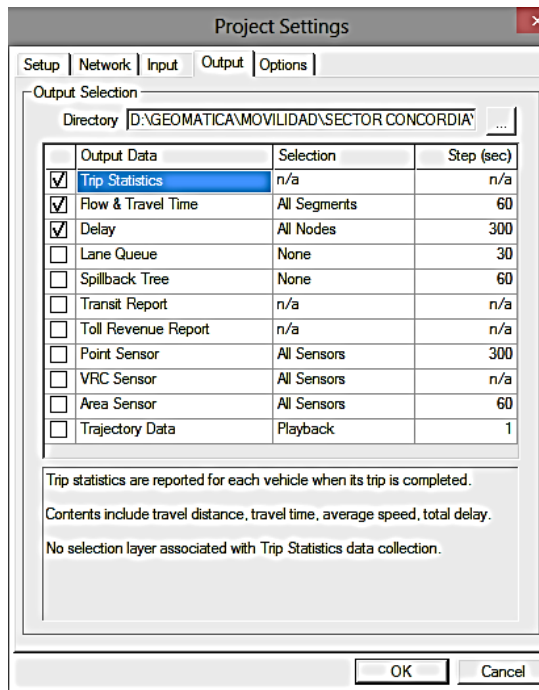 Project Settings
Setup Network Input Output Options
Output Selection
Directory D:\GEOMATICA\MOVILIDAD\SECTOR CONCORDIA\ ...
Output Data Selection Step (sec)
Trip Statistics n/a n/a
Flow & Travel Time All Segments 60
Delay All Nodes 300
Lane Queue None 30
Spillback Tree None 60
Transit Report n/a n/a
Toll Revenue Report n/a n/a
Point Sensor All Sensors 300
VRC Sensor All Sensors n/a
Area Sensor All Sensors 60
Trajectory Data Playback 1
Trip statistics are reported for each vehicle when its trip is completed.
Contents include travel distance, travel time, average speed, total delay.
No selection layer associated with Trip Statistics data collection.
OK Cancel